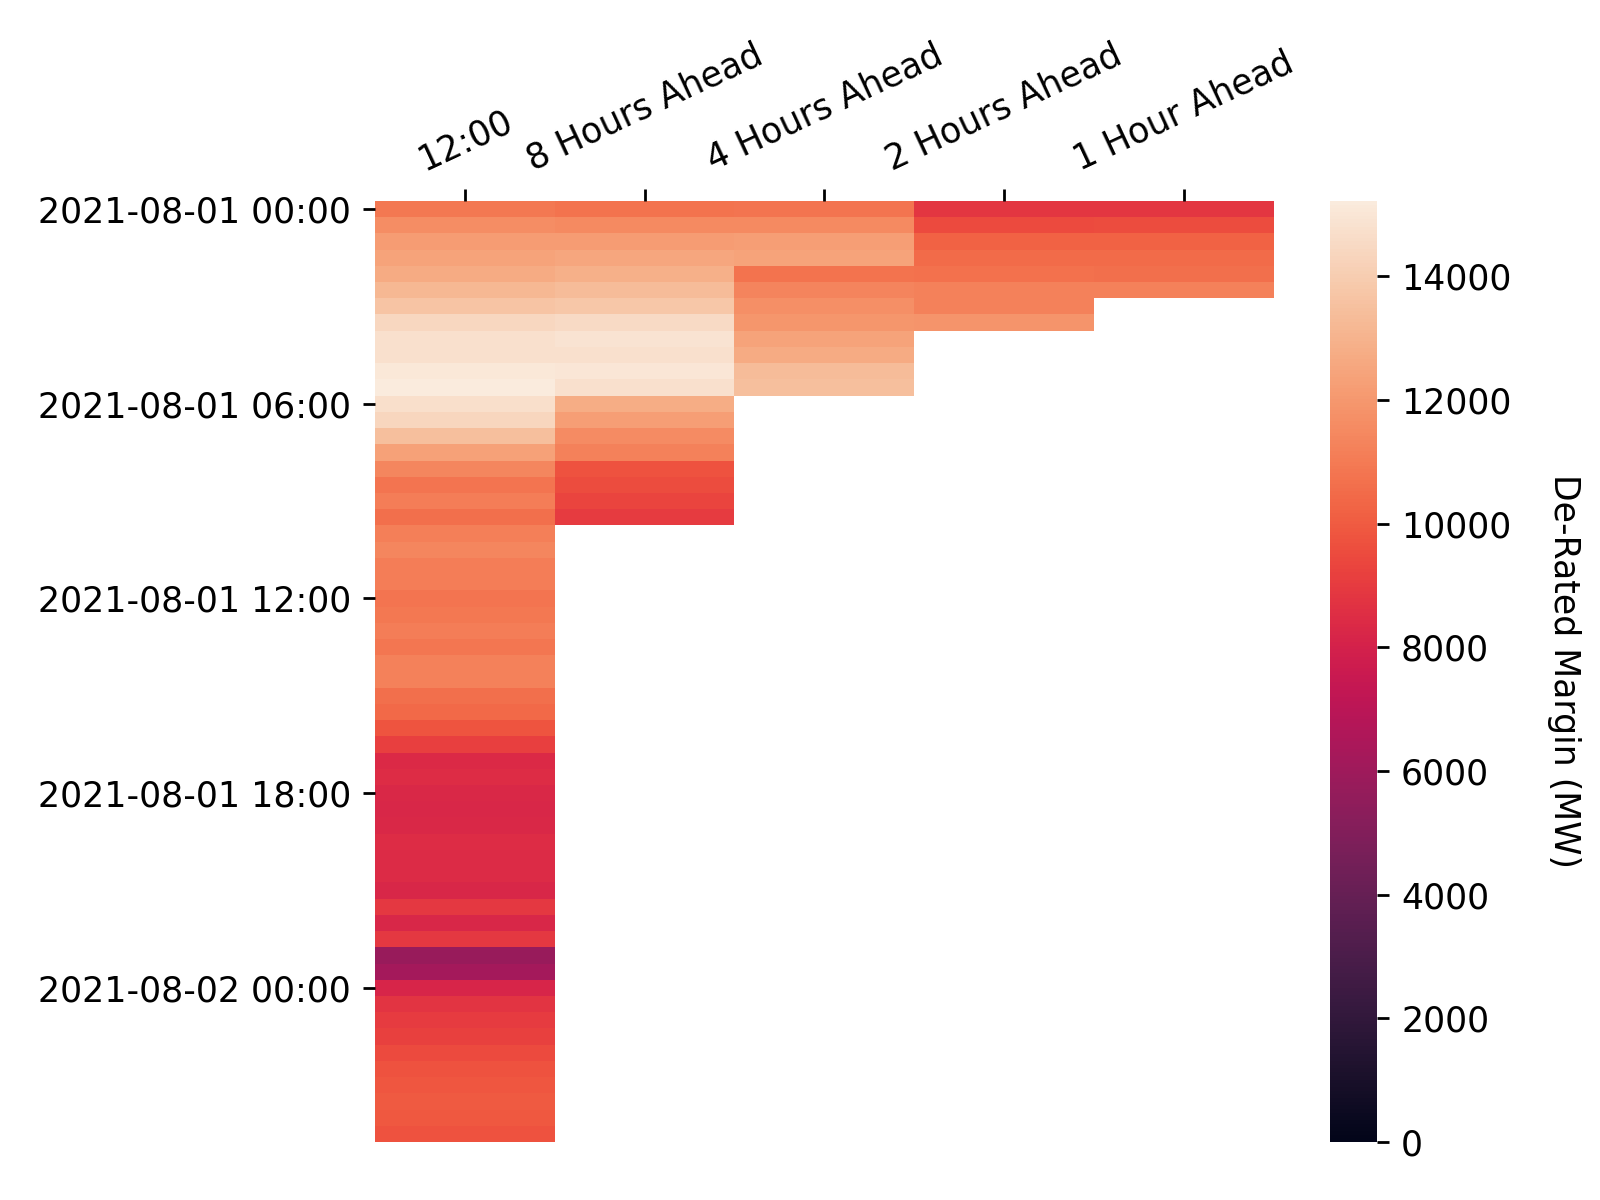 12:00
8 Hours Ahead
4 Hours Ahead
2 Hours Ahead
1 Hour Ahead
2021-08-01 00:00
2021-08-01 06:00
2021-08-01 12:00
2021-08-01 18:00
2021-08-02 00:00
14000
12000
10000
8000
6000
4000
2000
0
De-Rated Margin (MW)